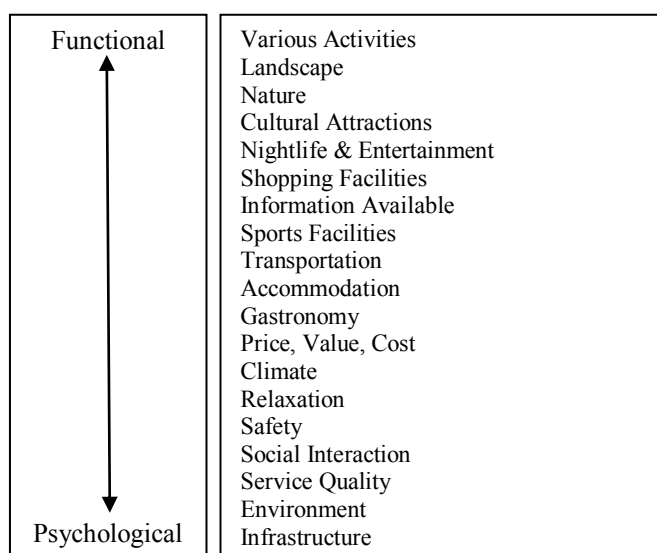 Functional
Psychological
Various Activities
Landscape
Nature
Cultural Attractions
Nightlife & Entertainment
Shopping Facilities
Information Available
Sports Facilities
Transportation
Accommodation
Gastronomy
Price, Value, Cost
Climate
Relaxation
Safety
Social Interaction
Service Quality
Environment
Infrastructure